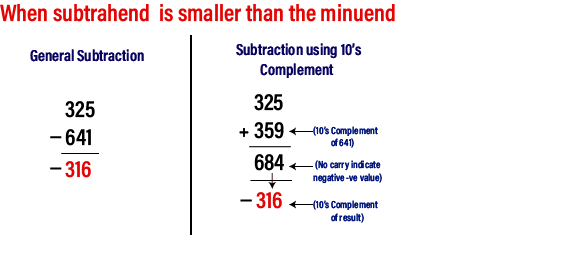 When subtrahend is smaller than the minuend
General Subtraction
325
– 641
– 316
Subtraction using 10's
Complement
325
+ 359 (10's Complement
of 641)
684 (No carry indicate
negative -ve value)
– 316 (10's Complement
of result)